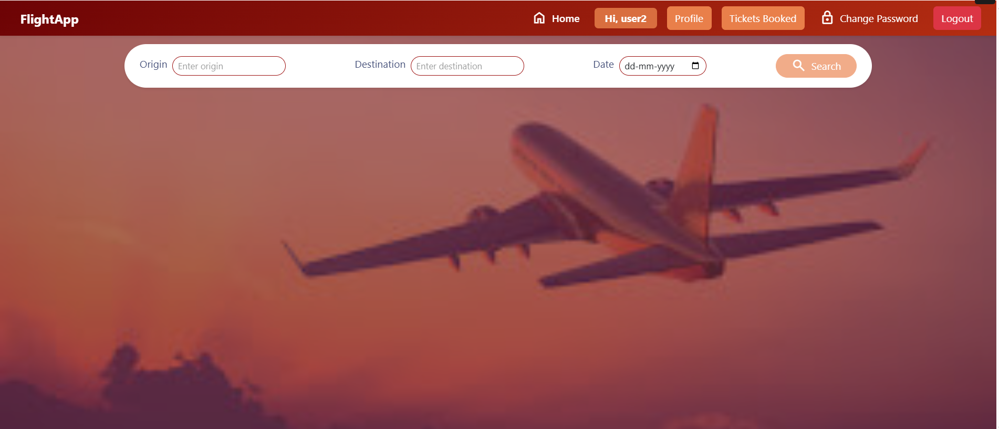 FlightApp Home Hi, user2 Profile Tickets Booked Change Password Logout
Origin Enter origin Destination Enter destination Date dd-mm-yyyy Search